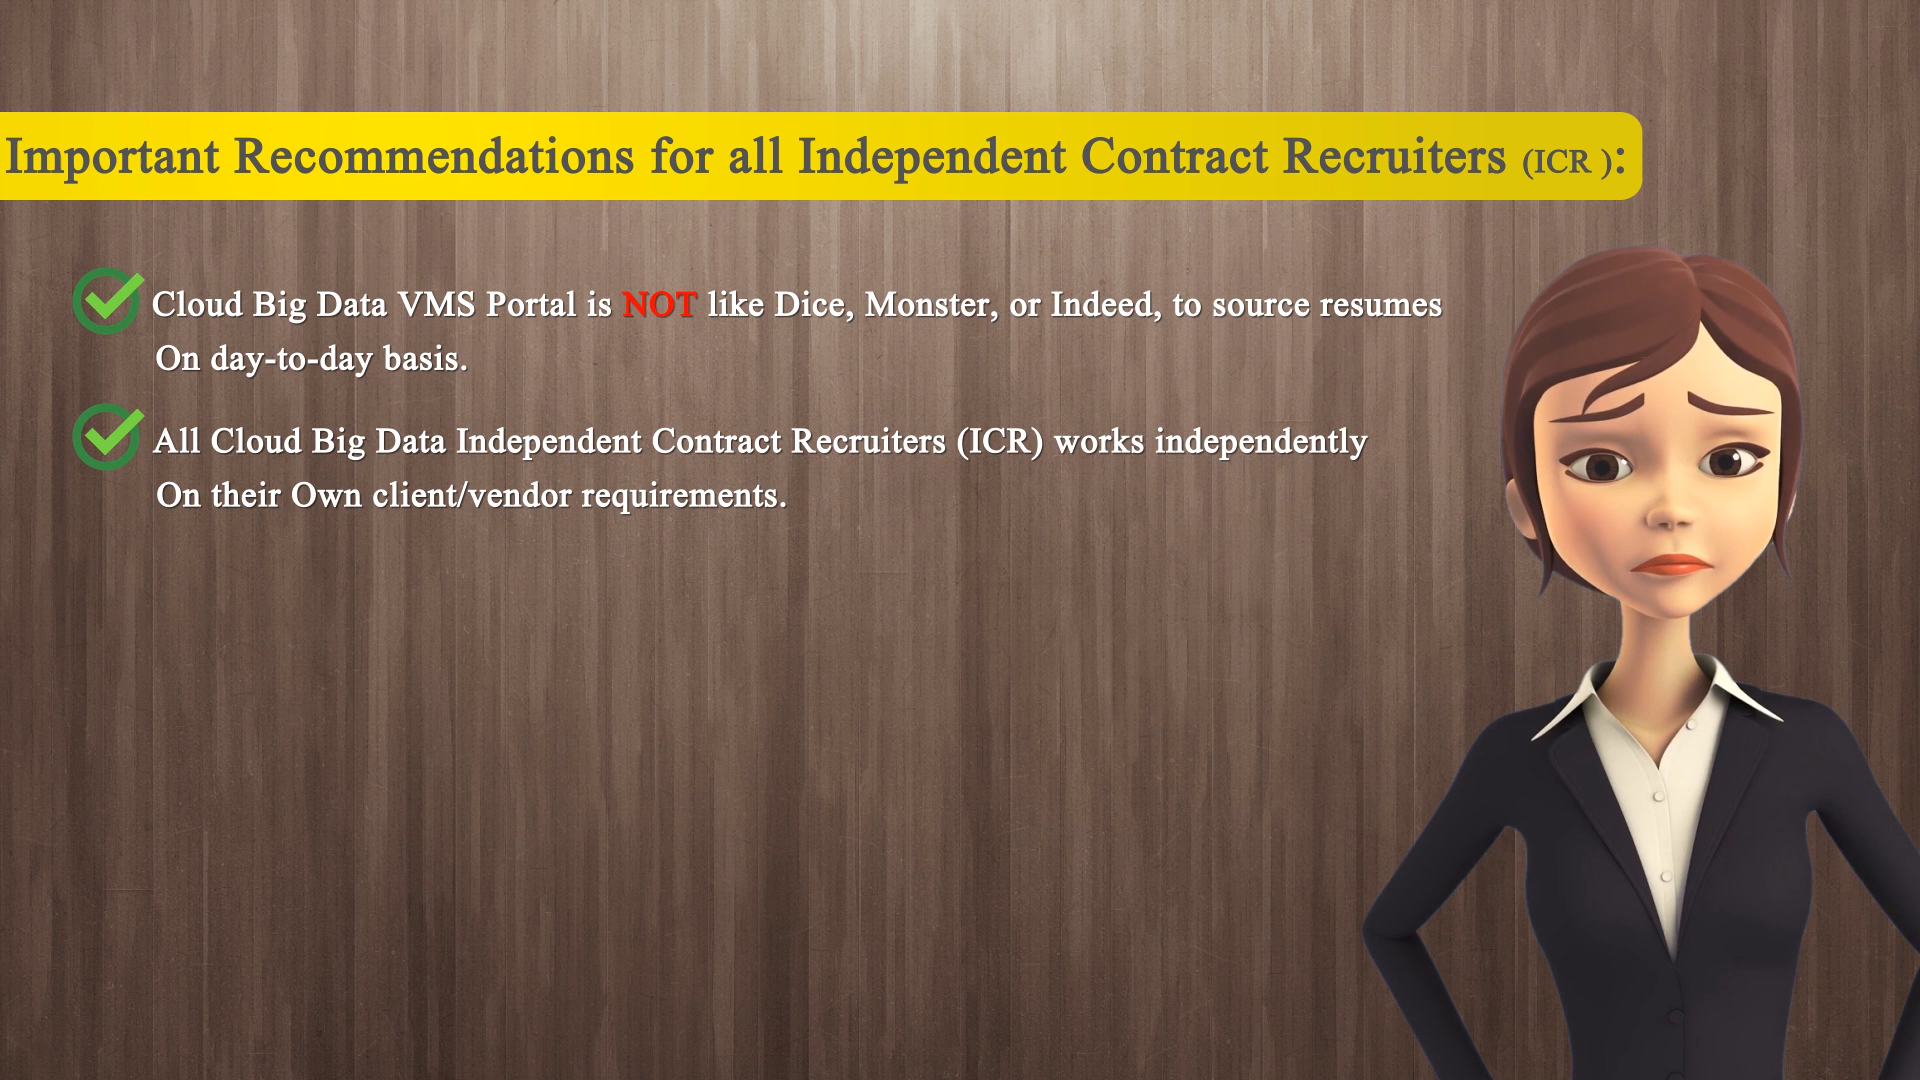 Important Recommendations for all Independent Contract Recruiters (ICR ):
Cloud Big Data VMS Portal is NOT like Dice, Monster, or Indeed, to source resumes
On day-to-day basis.
All Cloud Big Data Independent Contract Recruiters (ICR) works independently
On their Own client/vendor requirements.